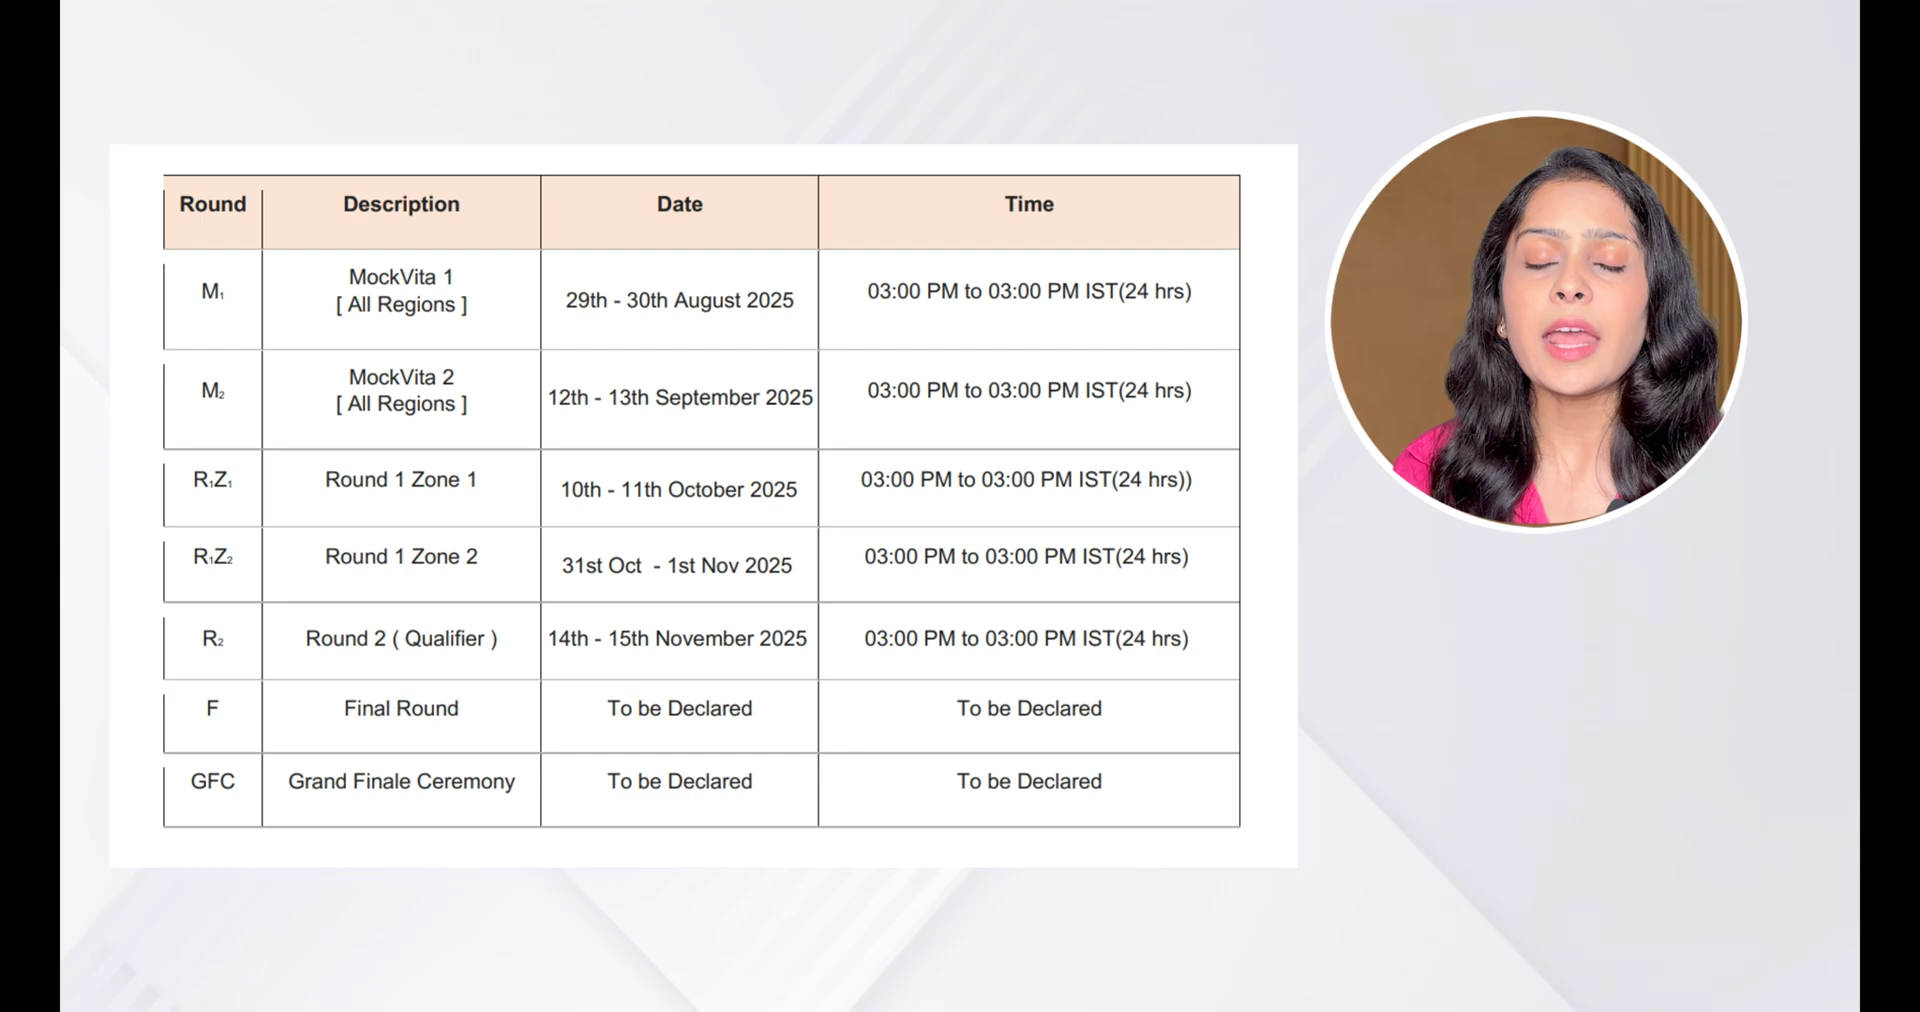 Round Description Date Time
M₁ MockVita 1 29th - 30th August 2025 03:00 PM to 03:00 PM IST(24 hrs)
[ All Regions ]
M₂ MockVita 2 12th - 13th September 2025 03:00 PM to 03:00 PM IST(24 hrs)
[ All Regions ]
R₁Z₁ Round 1 Zone 1 10th - 11th October 2025 03:00 PM to 03:00 PM IST(24 hrs))
R₁Z₂ Round 1 Zone 2 31st Oct - 1st Nov 2025 03:00 PM to 03:00 PM IST(24 hrs)
R₂ Round 2 ( Qualifier ) 14th - 15th November 2025 03:00 PM to 03:00 PM IST(24 hrs)
F Final Round To be Declared To be Declared
GFC Grand Finale Ceremony To be Declared To be Declared